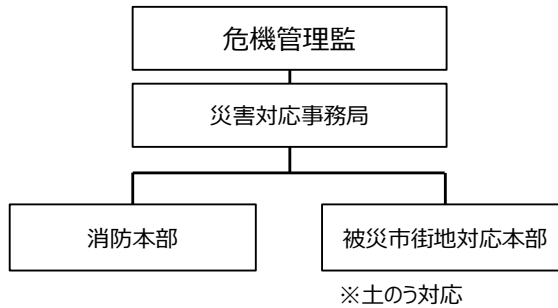 危機管理監
災害対応事務局
消防本部
被災市街地対応本部
※土のう対応